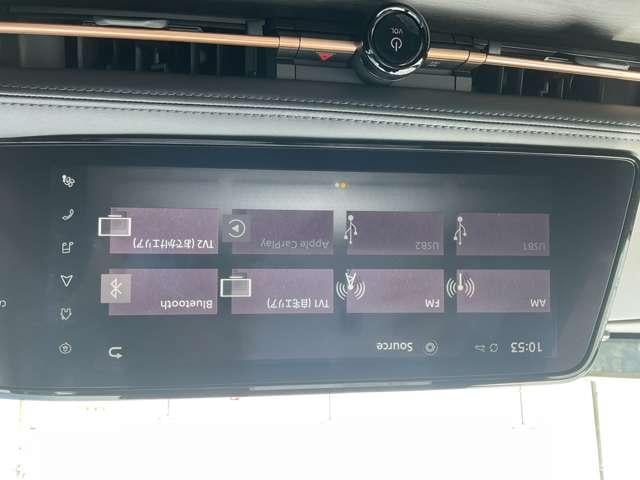 10:53
Source
AM
FM
TV1 (自宅エリア)
Bluetooth
USB1
USB2
Apple CarPlay
TV2 (おでかけエリア)
VOL